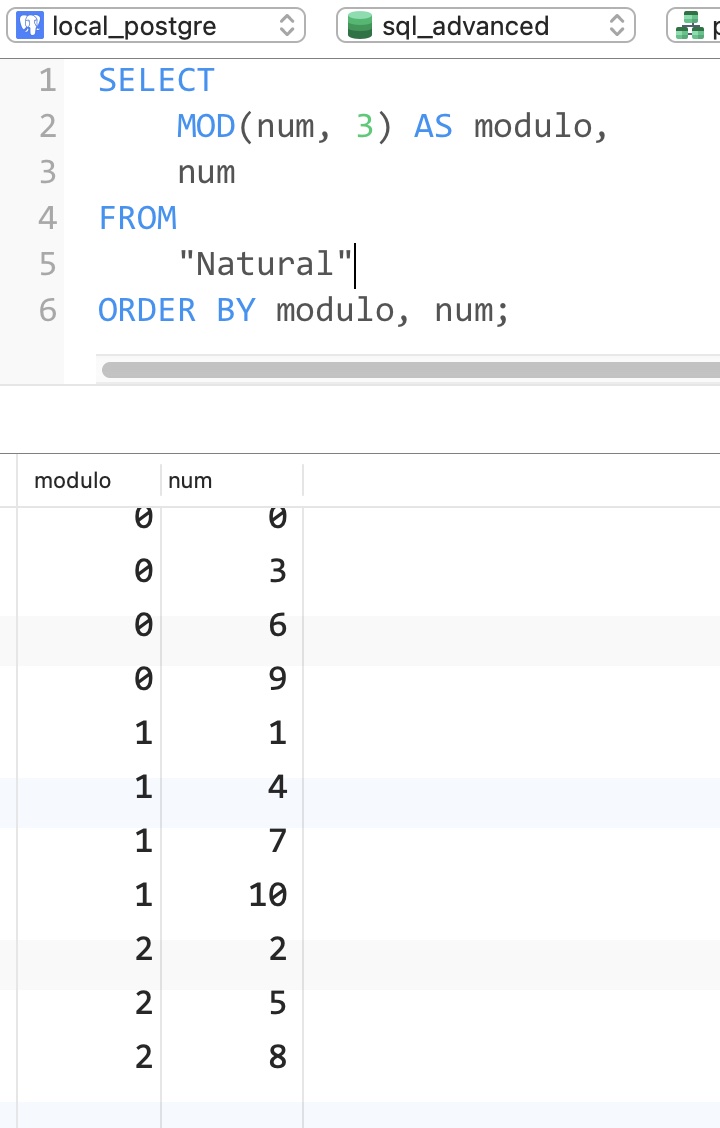 local_postgre sql_advanced p
1 SELECT
2 MOD(num, 3) AS modulo,
3 num
4 FROM
5 "Natural"
6 ORDER BY modulo, num;
modulo num
0 0
0 3
0 6
0 9
1 1
1 4
1 7
1 10
2 2
2 5
2 8